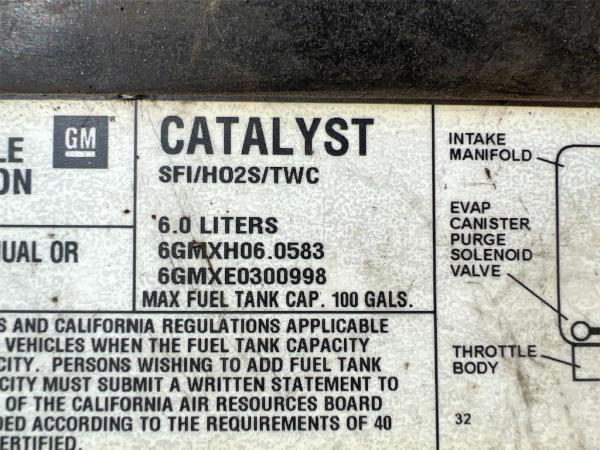 GM
LE
ON
NUAL OR
CATALYST
SFI/HO2S/TWC
6.0 LITERS
6GMXH06.0583
6GMXE0300998
MAX FUEL TANK CAP. 100 GALS.
S AND CALIFORNIA REGULATIONS APPLICABLE
VEHICLES WHEN THE FUEL TANK CAPACITY
CITY. PERSONS WISHING TO ADD FUEL TANK
CITY MUST SUBMIT A WRITTEN STATEMENT TO
OF THE CALIFORNIA AIR RESOURCES BOARD
DED ACCORDING TO THE REQUIREMENTS OF 40
CERTIFIED.
INTAKE
MANIFOLD
EVAP
CANISTER
PURGE
SOLENOID
VALVE
THROTTLE
BODY
32